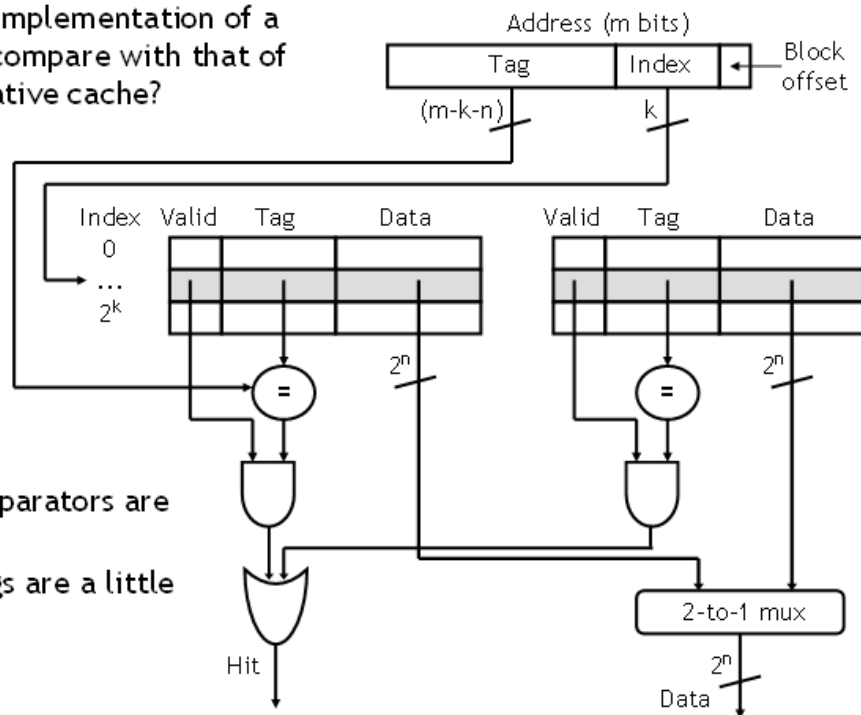 mplementation of a
compare with that of
ative cache?
Address (m bits)
Tag Index
Block
offset
(m-k-n) k
Index Valid Tag Data Valid Tag Data
0
...
2^k
2^n 2^n
= =
parators are
gs are a little
2-to-1 mux
Hit
2^n
Data